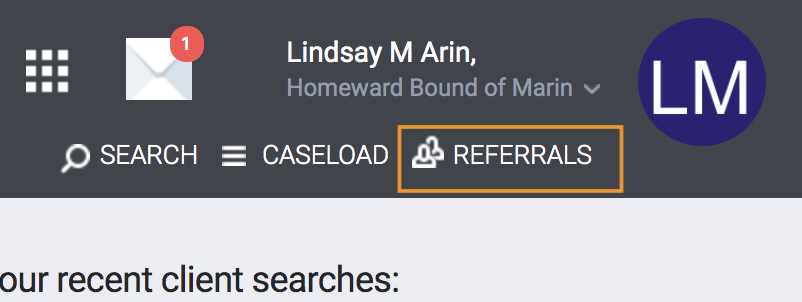 1
Lindsay M Arin,
Homeward Bound of Marin
LM
SEARCH CASELOAD REFERRALS
our recent client searches: